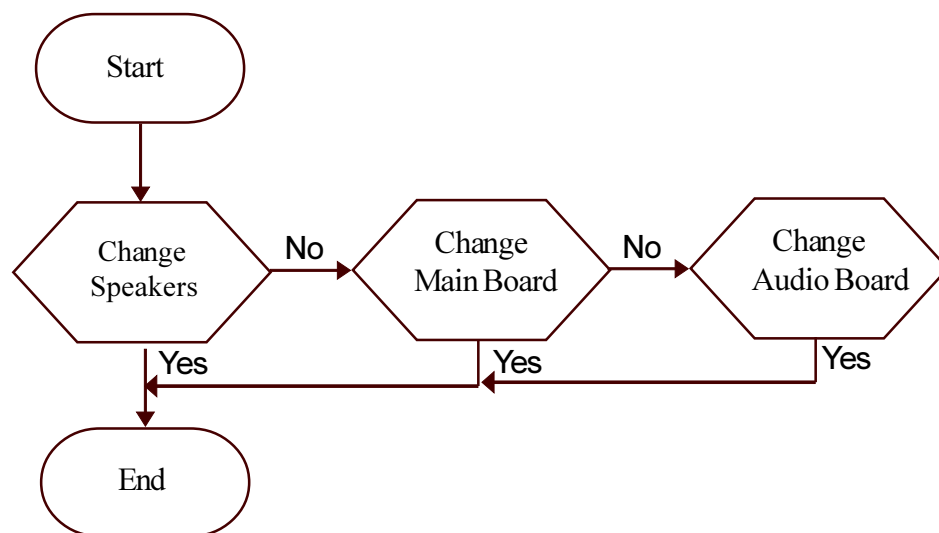 Start
Change
Speakers
No
Change
Main Board
No
Change
Audio Board
Yes
Yes
Yes
End